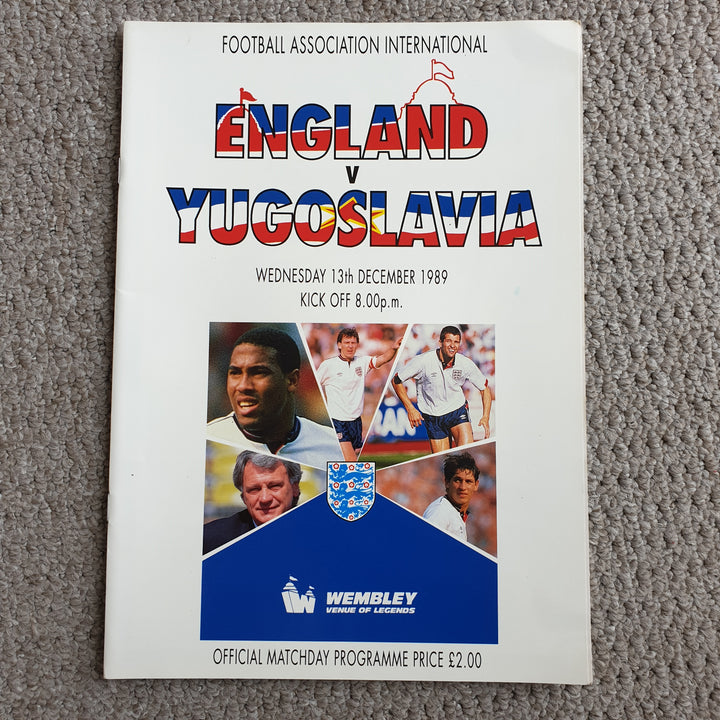 FOOTBALL ASSOCIATION INTERNATIONAL
ENGLAND
V
YUGOSLAVIA
WEDNESDAY 13th DECEMBER 1989
KICK OFF 8.00p.m.
WEMBLEY
VENUE OF LEGENDS
OFFICIAL MATCHDAY PROGRAMME PRICE £2.00